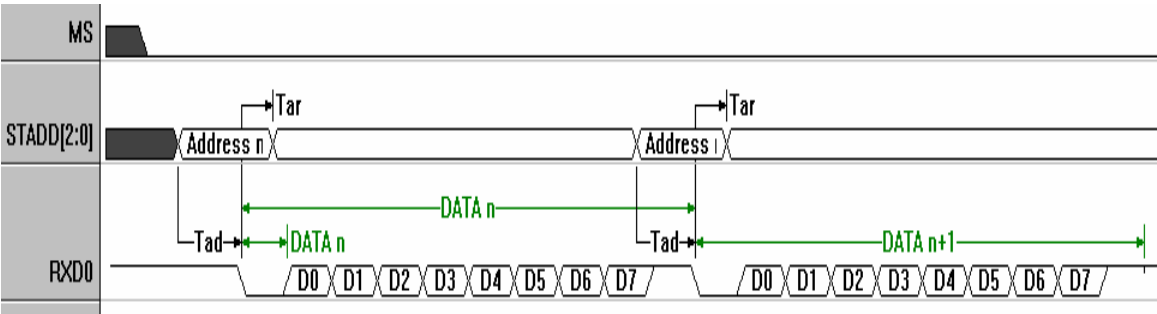 MS
Tar
Tar
STADD[2:0]
Address n
Address
DATA n
Tad
DATA n
Tad
DATA n+1
RXD0
D0 D1 D2 D3 D4 D5 D6 D7
D0 D1 D2 D3 D4 D5 D6 D7